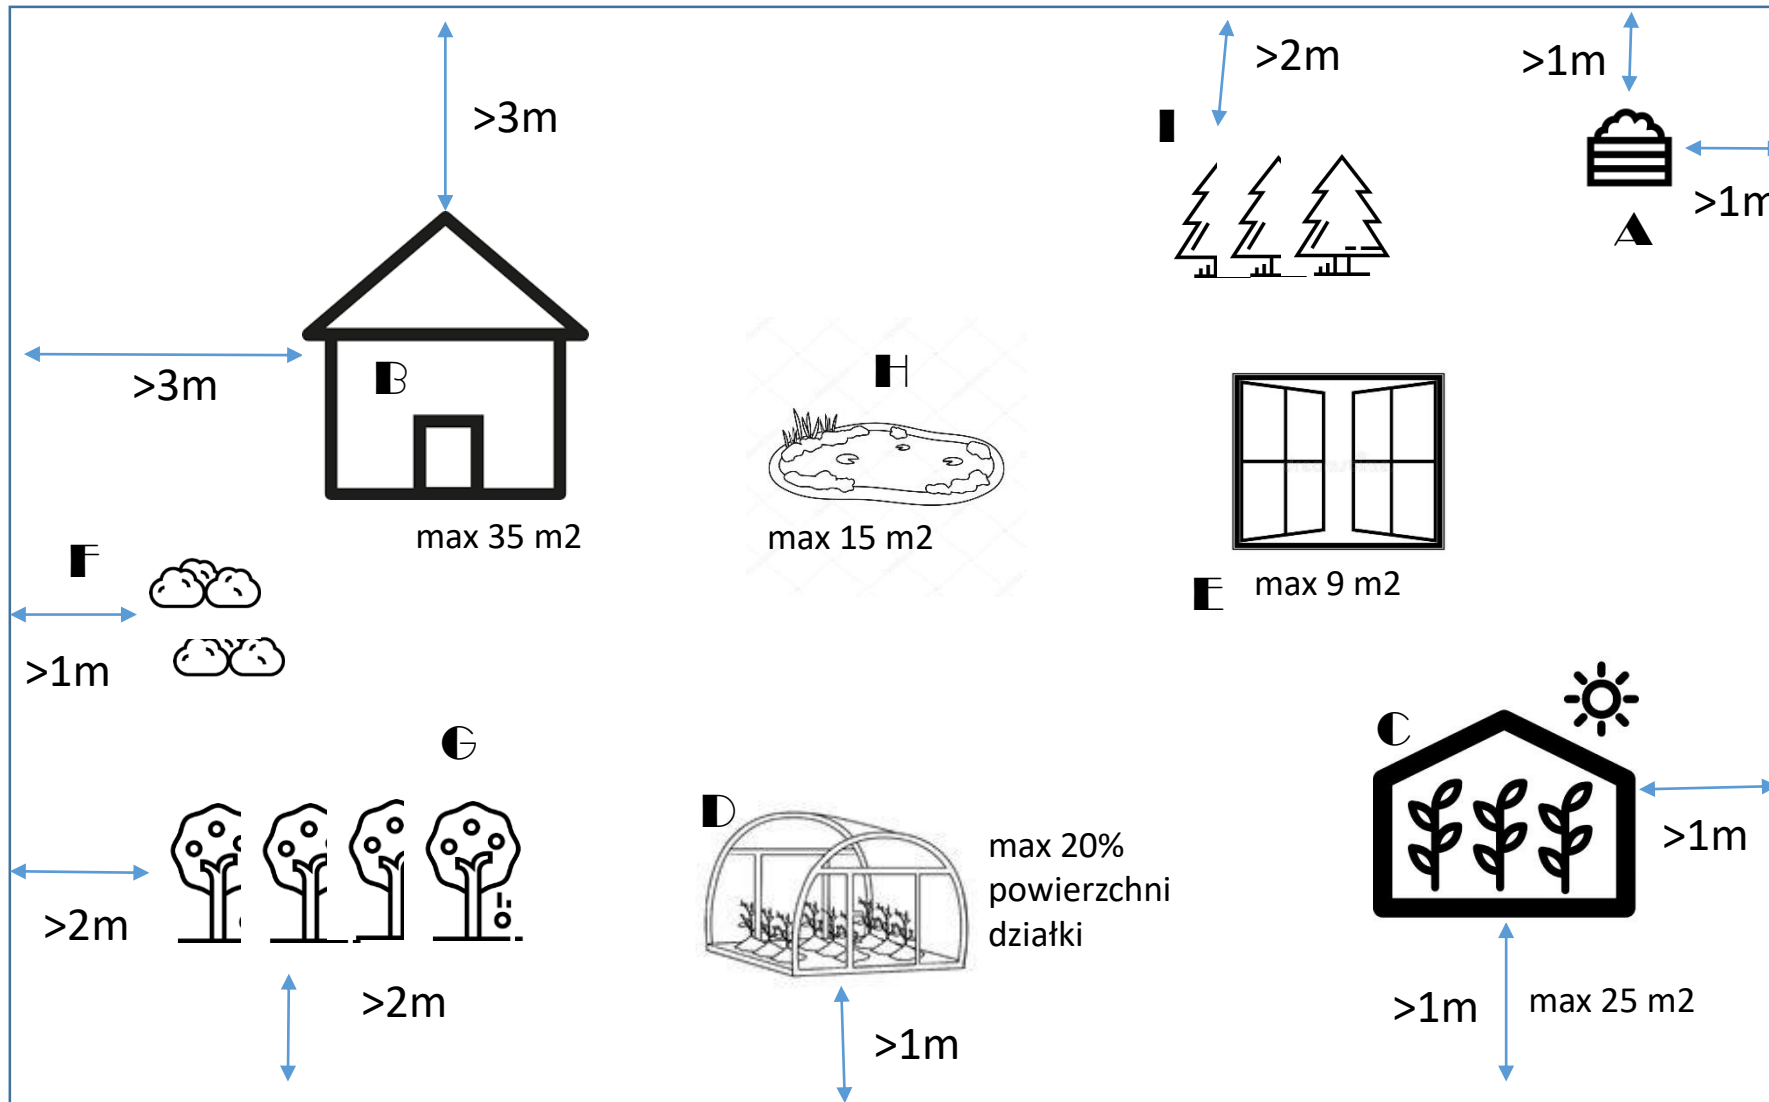 >2m
>1m
>3m
I
>1m
A
>3m
B
H
max 35 m2
max 15 m2
max 9 m2
F
E
>1m
G
C
D
max 20%
powierzchni
działki
>1m
>2m
>2m
>1m
max 25 m2
>1m